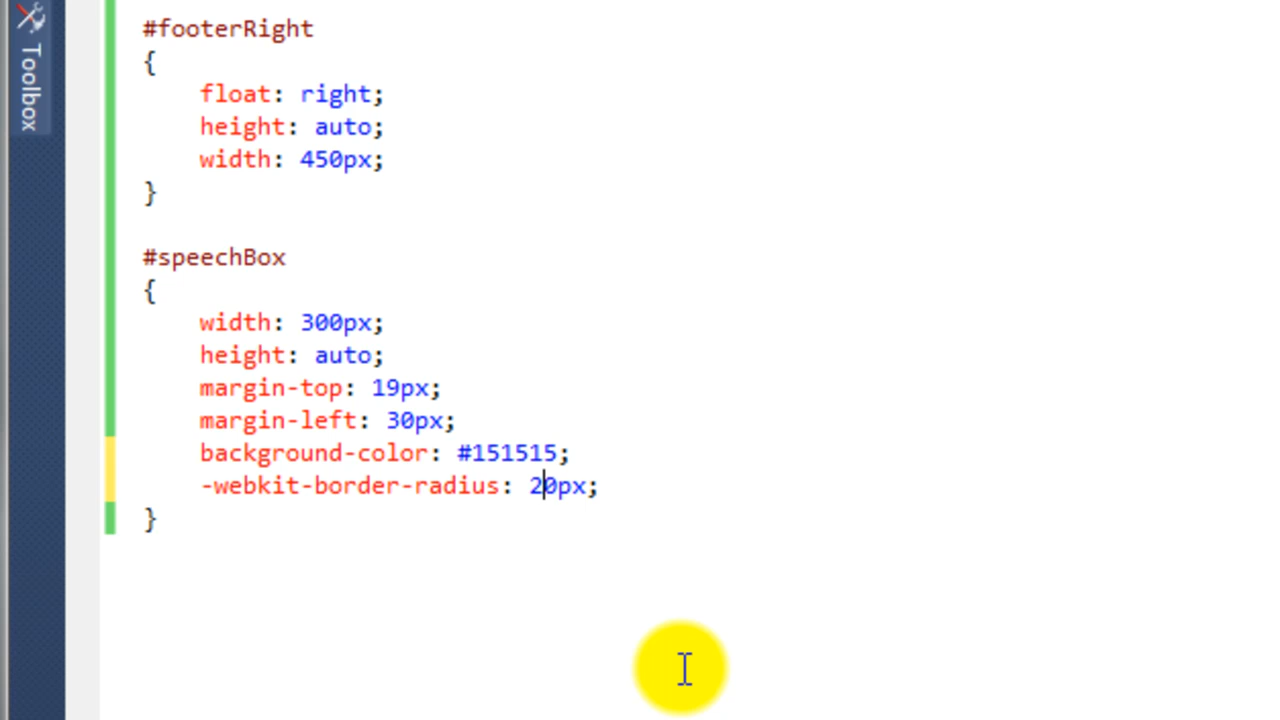 Toolbox
#footerRight
{
float: right;
height: auto;
width: 450px;
}
#speechBox
{
width: 300px;
height: auto;
margin-top: 19px;
margin-left: 30px;
background-color: #151515;
-webkit-border-radius: 20px;
}